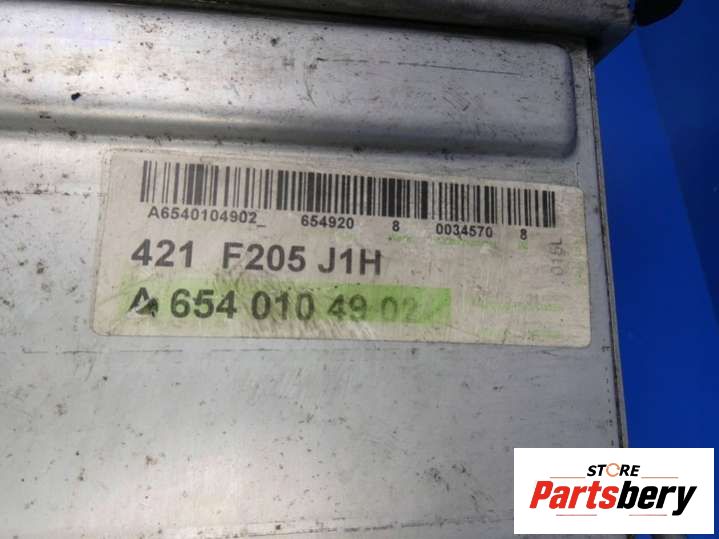 A6540104902_ 654920 8 0034570 8
421 F205 J1H
A 654 010 49 02
STORE
Partsbery